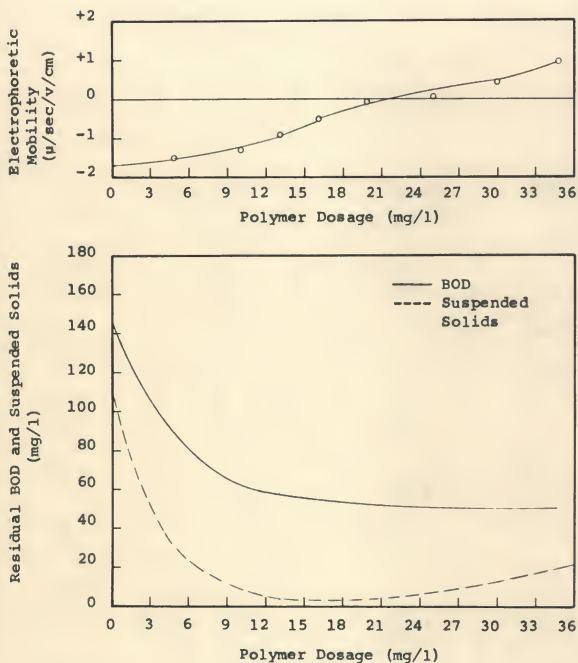 Electrophoretic
Mobility
(μ/sec/v/cm)
+2
+1
0
-1
-2
0 3 6 9 10 13 15 18 21 24 27 30 33 36
Polymer Dosage (mg/l)
Residual BOD and Suspended Solids
(mg/l)
180
160
140
120
100
80
60
40
20
0
BOD
Suspended
Solids
0 3 6 9 12 15 18 21 24 27 30 33 36
Polymer Dosage (mg/l)